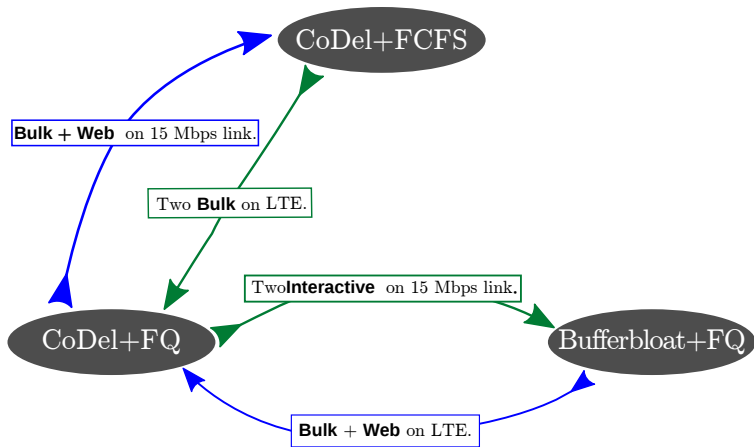 CoDel+FCFS
Bulk + Web on 15 Mbps link.
Two Bulk on LTE.
TwoInteractive on 15 Mbps link.
CoDel+FQ
Bufferbloat+FQ
Bulk + Web on LTE.